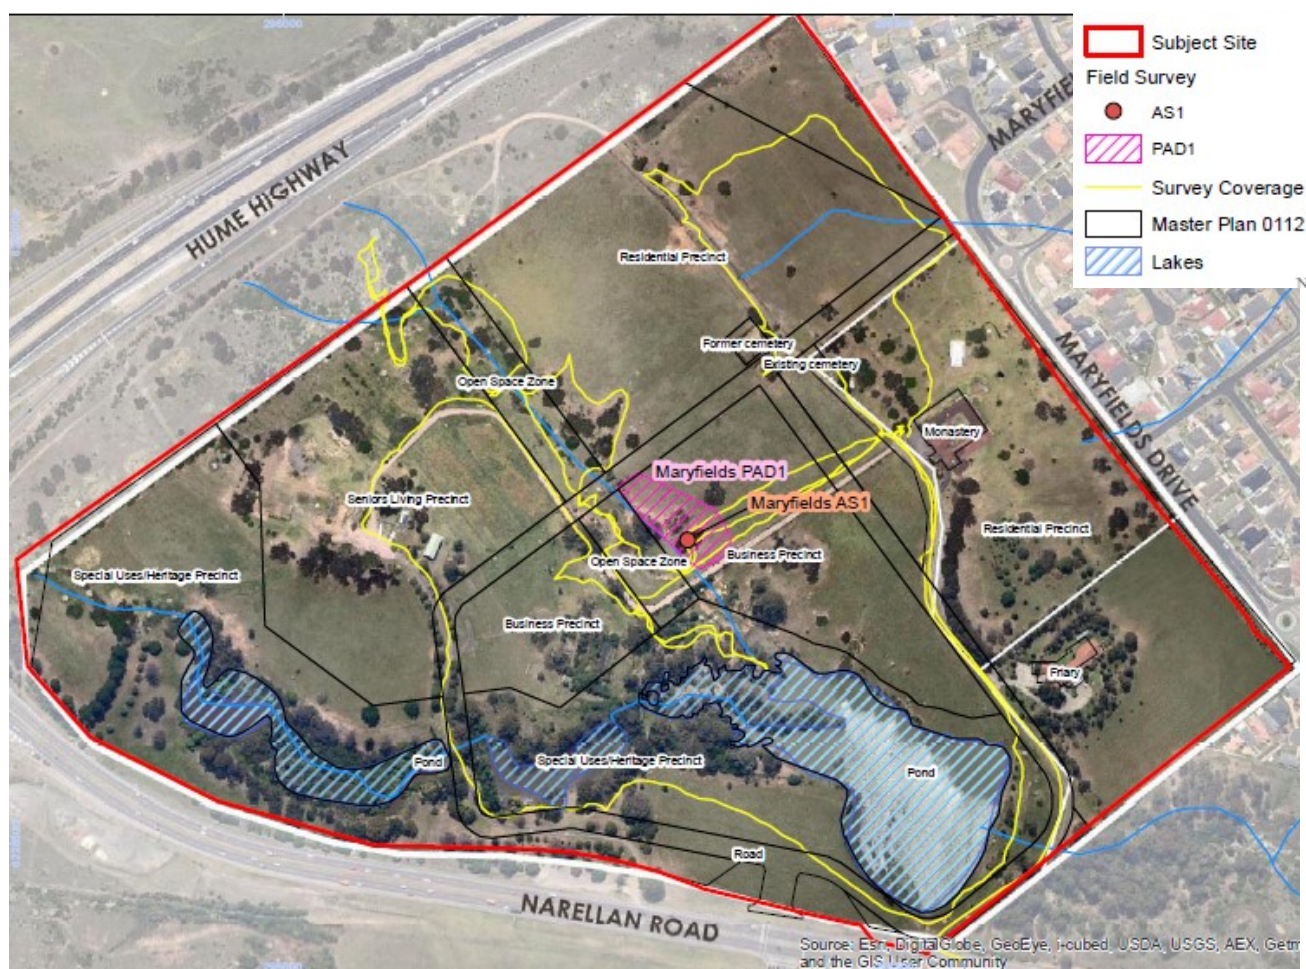 296000
Subject Site
Field Survey
AS1
PAD1
Survey Coverage
Master Plan 0112
Lakes
HUME HIGHWAY
MARYFIE
MARYFIELDS DRIVE
Residential Precinct
Former cemetery
Existing cemetery
Open Space Zone
Monastery
Maryfields PAD1
Maryfields AS1
Seniors Living Precinct
Residential Precinct
Open Space Zone
Business Precinct
Special Uses/Heritage Precinct
Business Precinct
Friary
Pond
Special Uses/Heritage Precinct
Pond
Road
NARELLAN ROAD
Source: Esri, DigitalGlobe, GeoEye, i-cubed, USDA, USGS, AEX, Getm
and the GIS User Community